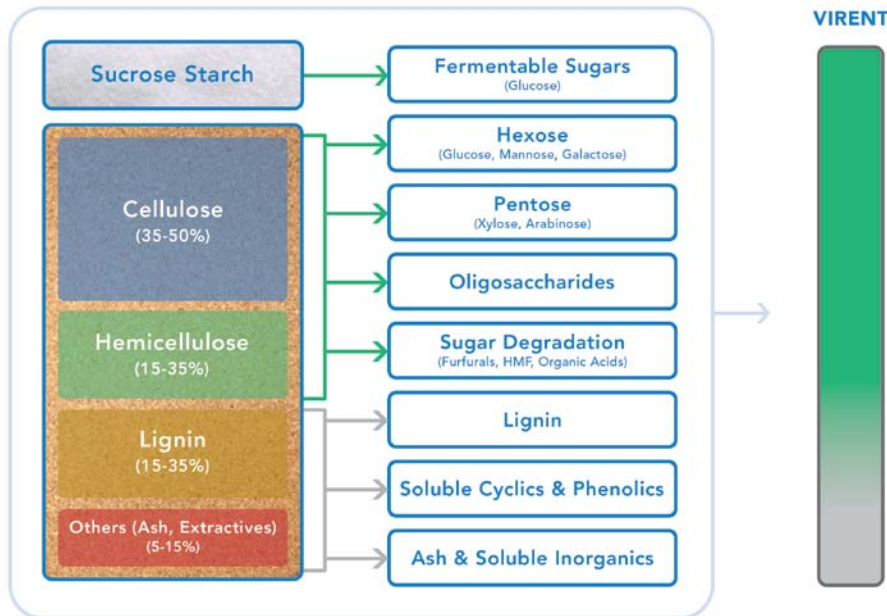 VIRENT
Sucrose Starch
Fermentable Sugars
(Glucose)
Cellulose
(35-50%)
Hemicellulose
(15-35%)
Lignin
(15-35%)
Others (Ash, Extractives)
(5-15%)
Hexose
(Glucose, Mannose, Galactose)
Pentose
(Xylose, Arabinose)
Oligosaccharides
Sugar Degradation
(Furfurals, HMF, Organic Acids)
Lignin
Soluble Cyclics & Phenolics
Ash & Soluble Inorganics